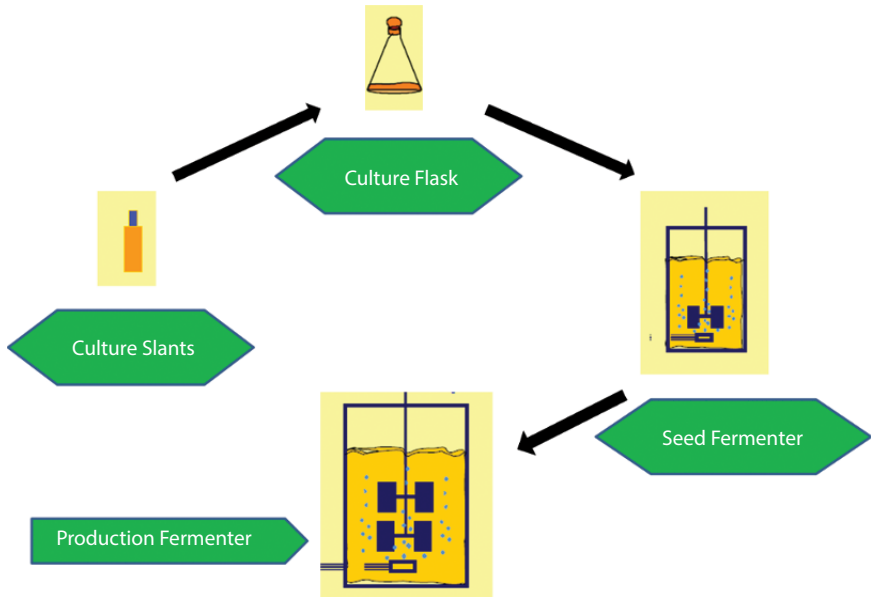 Culture Flask
Culture Slants
Seed Fermenter
Production Fermenter